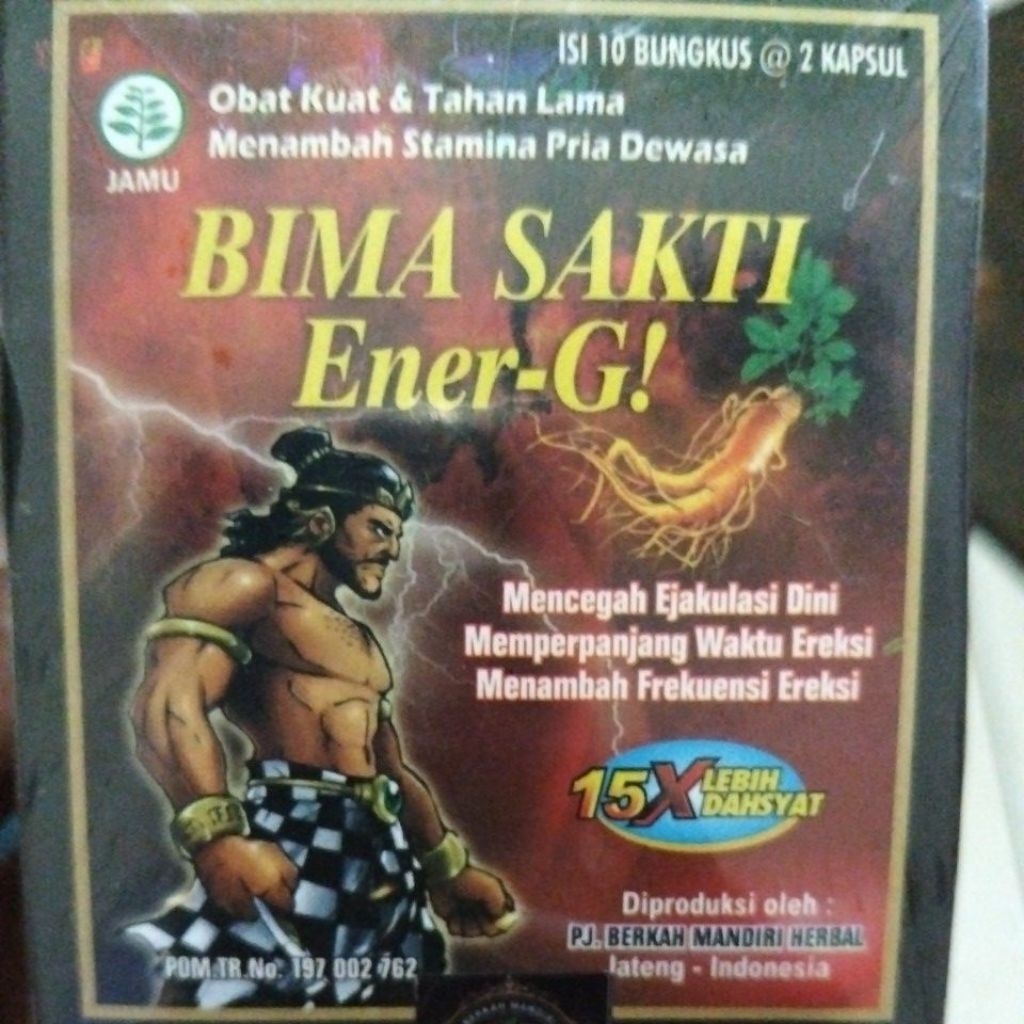 ISI 10 BUNGKUS @ 2 KAPSUL
Obat Kuat & Tahan Lama
Menambah Stamina Pria Dewasa
JAMU
BIMA SAKTI
Ener-G!
Mencegah Ejakulasi Dini
Memperpanjang Waktu Ereksi
Menambah Frekuensi Ereksi
15X LEBIH
DAHSYAT
Diproduksi oleh :
PJ. BERKAH MANDIRI HERBAL
Jateng - Indonesia
POM.TR.No. 197 002 762